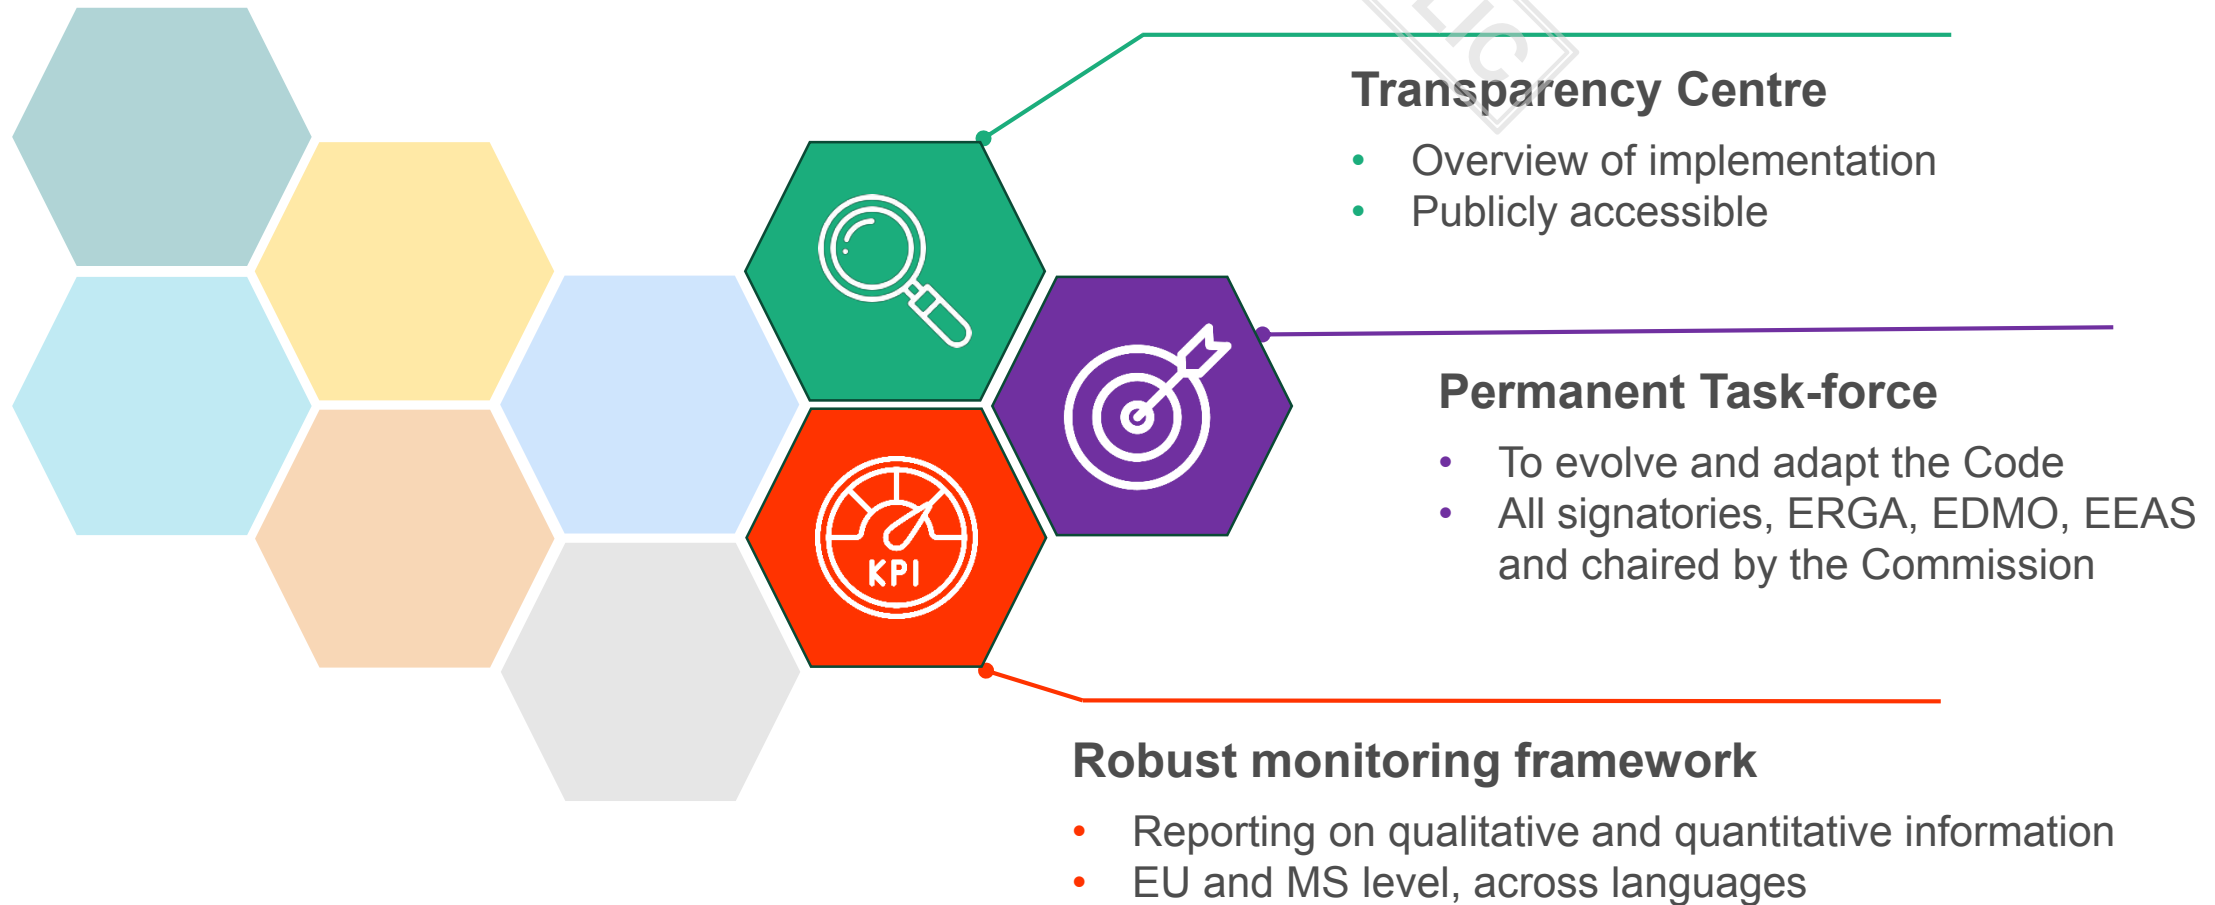 LIC
Transparency Centre
• Overview of implementation
• Publicly accessible
Permanent Task-force
• To evolve and adapt the Code
• All signatories, ERGA, EDMO, EEAS
and chaired by the Commission
KPI
Robust monitoring framework
• Reporting on qualitative and quantitative information
• EU and MS level, across languages